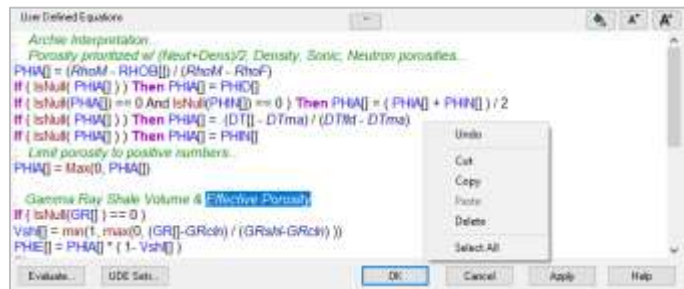 User Defined Equations
Archie Interpretation...
Porosity prioritized w/ (Neut+Dens)/2, Density, Sonic, Neutron porosities...
PHIA[] = (RhoM - RHOB[]) / (RhoM - RhoF)
If ( IsNull( PHIA[] ) ) Then PHIA[] = PHID[]
If ( IsNull(PHIA[]) == 0 And IsNull(PHIN[]) == 0 ) Then PHIA[] = ( PHIA[] + PHIN[] ) / 2
If ( IsNull( PHIA[] ) ) Then PHIA[] = (DT[] - DTma) / (DTfld - DTma)
If ( IsNull( PHIA[] ) ) Then PHIA[] = PHIN[]
Limit porosity to positive numbers...
PHIA[] = Max(0, PHIA[])
Gamma Ray Shale Volume & Effective Porosity
If ( IsNull(GR[] ) == 0 )
Vshl[] = min(1, max(0, (GR[]-GRcln) / (GRshl-GRcln) ))
PHIE[] = PHIA[] * ( 1- Vshl[] )
Undo
Cut
Copy
Paste
Delete
Select All
Evaluate...
UDE Sets...
OK
Cancel
Apply
Help